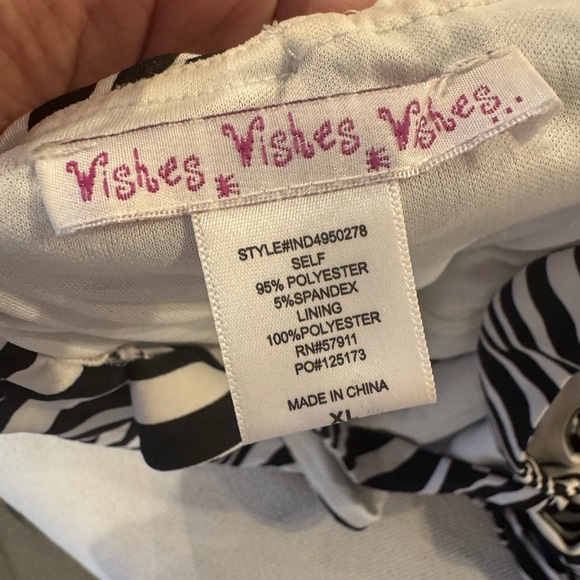 Wishes * Wishes * Wishes...
STYLE#IND4950278
SELF
95% POLYESTER
5%SPANDEX
LINING
100%POLYESTER
RN#57911
PO#125173
MADE IN CHINA
XL